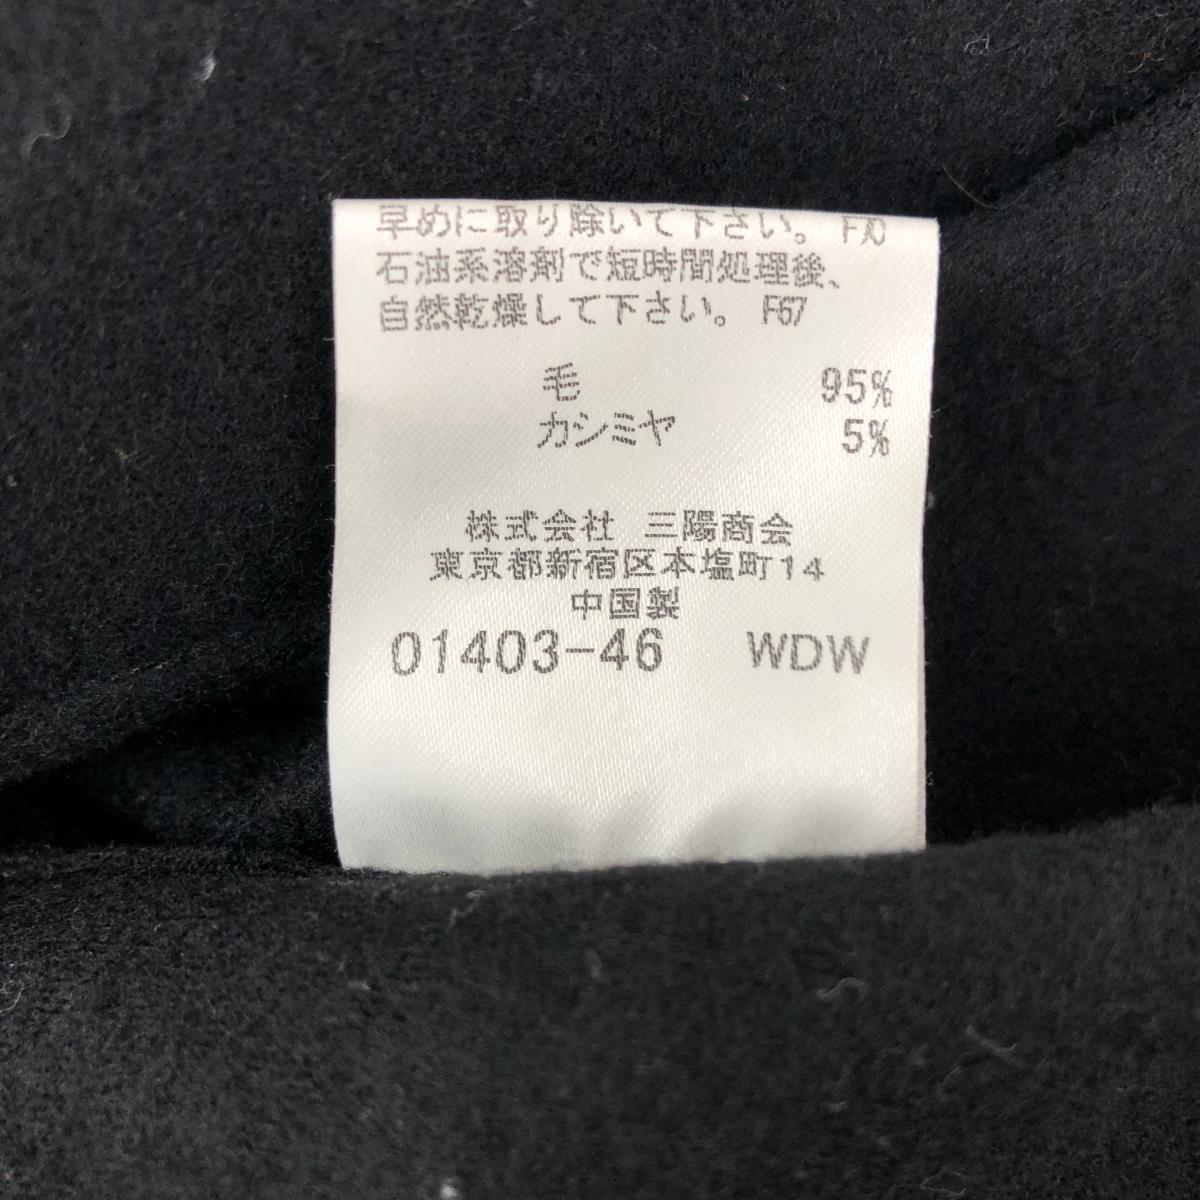 早めに取り除いて下さい。 F70
石油系溶剤で短時間処理後、
自然乾燥して下さい。 F67
毛 95%
カシミヤ 5%
株式会社 三陽商会
東京都新宿区本塩町14
中国製
01403-46 WDW